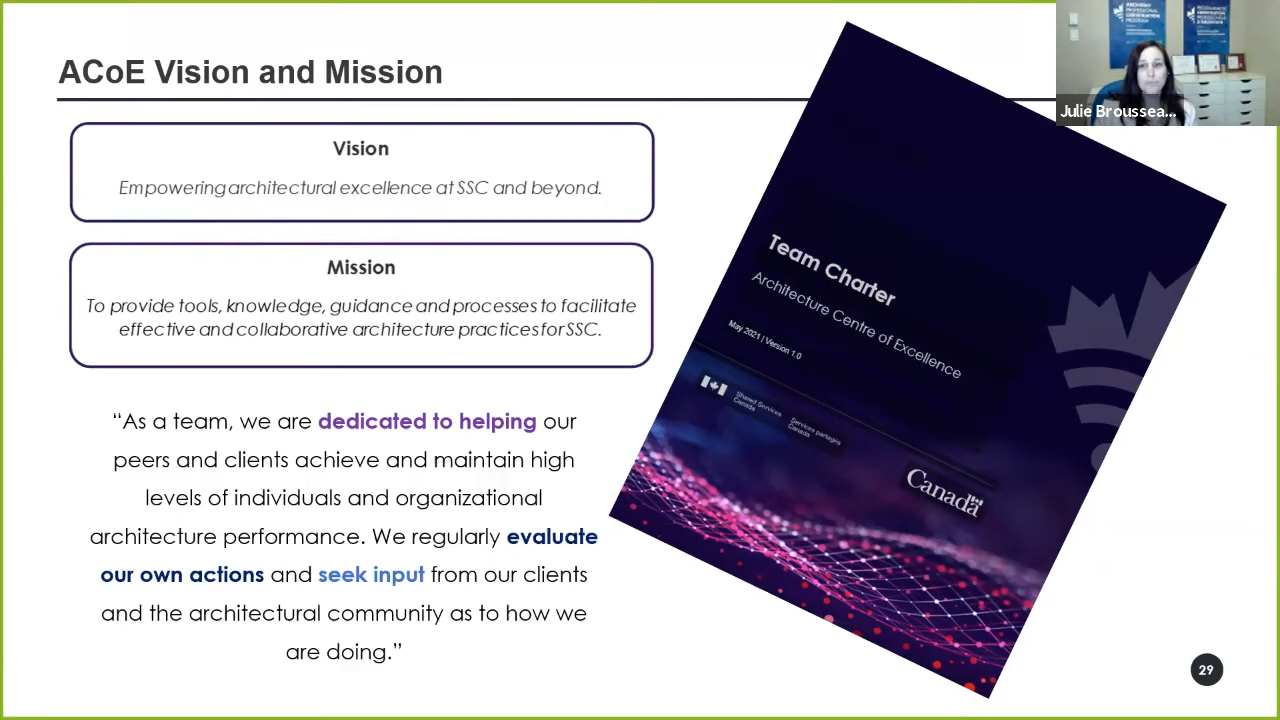 ACoE Vision and Mission
Vision
Empowering architectural excellence at SSC and beyond.
Mission
To provide tools, knowledge, guidance and processes to facilitate
effective and collaborative architecture practices for SSC.
“As a team, we are dedicated to helping our
peers and clients achieve and maintain high
levels of individuals and organizational
architecture performance. We regularly evaluate
our own actions and seek input from our clients
and the architectural community as to how we
are doing.”
Team Charter
Architecture Centre of Excellence
May 2021 | Version 1.0
Shared Services
Canada
Services partagés
Canada
Canada
Julie Broussea...
29